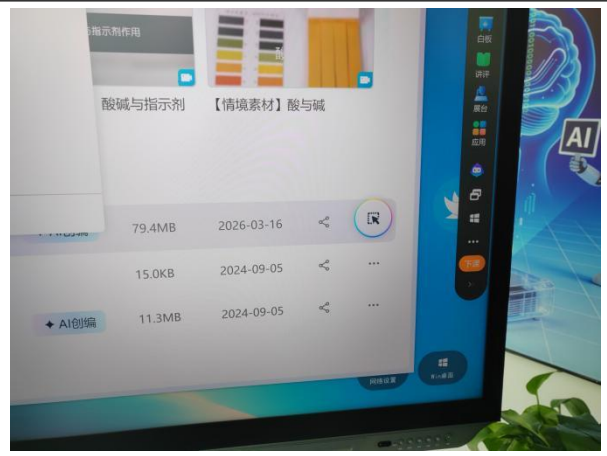 指示剂作用
酸碱与指示剂
【情境素材】酸与碱
79.4MB 2026-03-16
15.0KB 2024-09-05
AI创编 11.3MB 2024-09-05
白板
讲评
展台
应用
下课
网络设置
Win桌面
AI